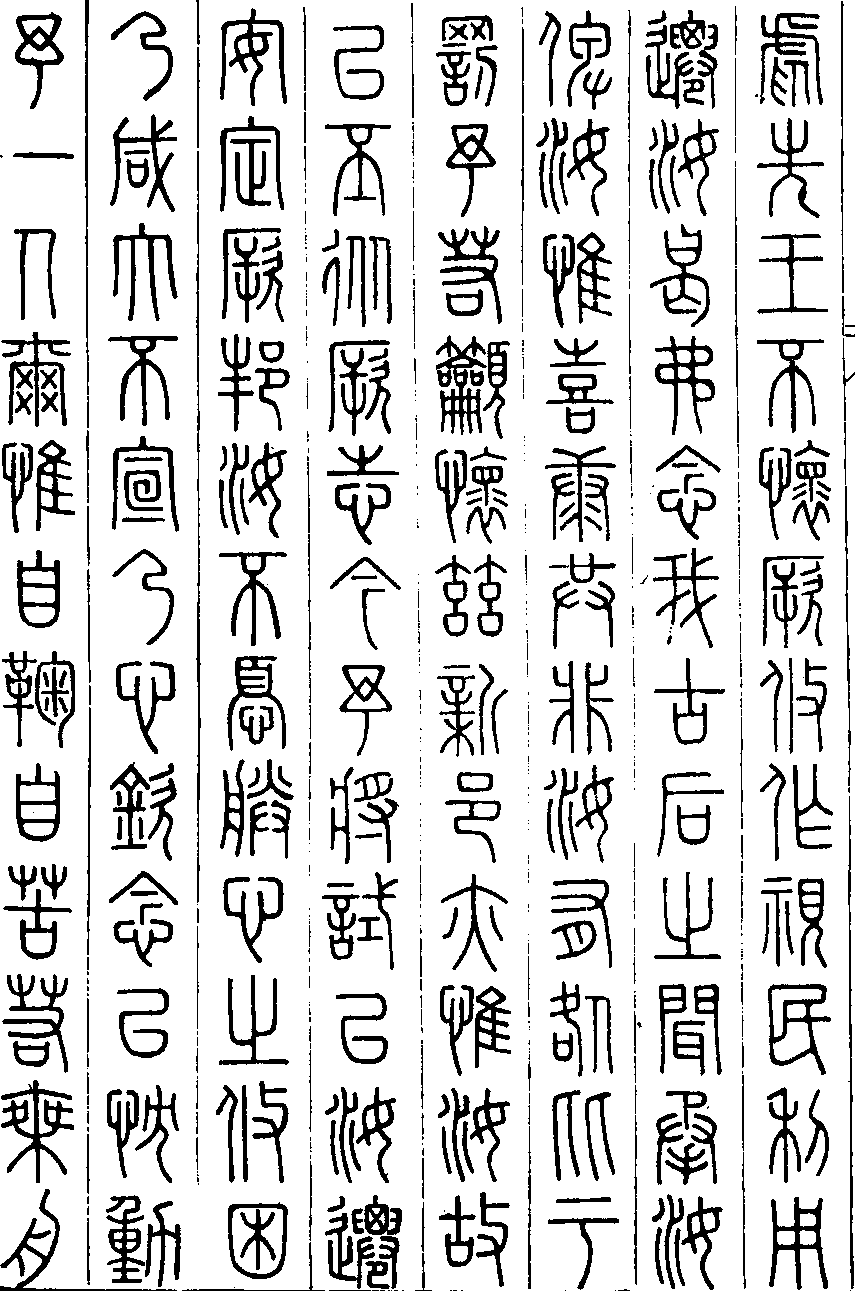 虐先王不懷厥攸作視民利用
遷汝曷弗念我古后之聞承汝
俾汝惟喜康共非汝有咎比于
罰予若籲懷茲新邑亦惟汝故
以丕從厥志今予將試以汝遷
安定厥邦汝不憂朕心之攸困
乃咸大不宣乃心欽念以忱動
予一人爾惟自鞠自苦若乘舟